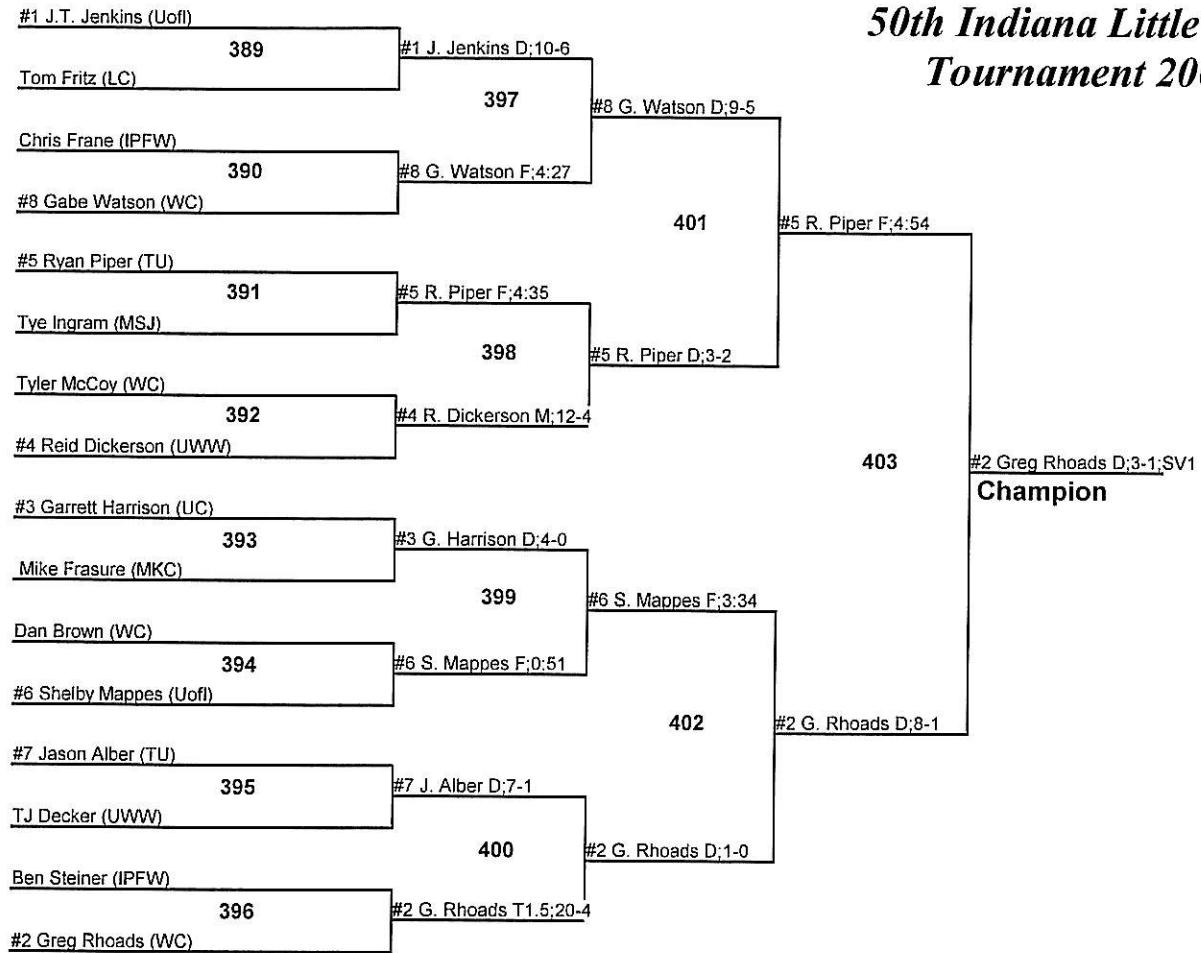 50th Indiana Little
Tournament 20
#1 J.T. Jenkins (UofI)
389
Tom Fritz (LC)
Chris Frane (IPFW)
390
#8 Gabe Watson (WC)
#5 Ryan Piper (TU)
391
Tye Ingram (MSJ)
Tyler McCoy (WC)
392
#4 Reid Dickerson (UWW)
#3 Garrett Harrison (UC)
393
Mike Frasure (MKC)
Dan Brown (WC)
394
#6 Shelby Mappes (UofI)
#7 Jason Alber (TU)
395
TJ Decker (UWW)
Ben Steiner (IPFW)
396
#2 Greg Rhoads (WC)
#1 J. Jenkins D;10-6
397
#8 G. Watson F;4:27
#5 R. Piper F;4:35
398
#4 R. Dickerson M;12-4
#3 G. Harrison D;4-0
399
#6 S. Mappes F;0:51
#7 J. Alber D;7-1
400
#2 G. Rhoads T1.5;20-4
#8 G. Watson D;9-5
401
#5 R. Piper D;3-2
#6 S. Mappes F;3:34
402
#2 G. Rhoads D;1-0
#5 R. Piper F;4:54
403
#2 G. Rhoads D;8-1
#2 Greg Rhoads D;3-1;SV1
Champion